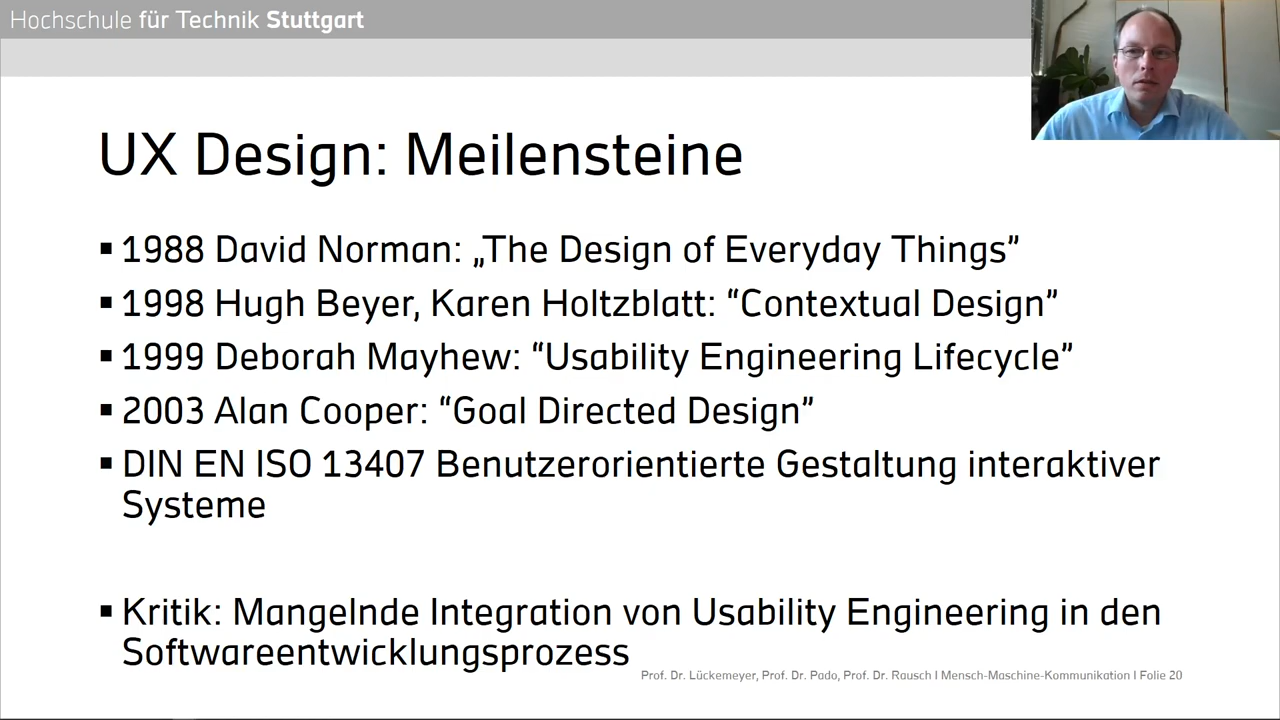 Hochschule für Technik Stuttgart
UX Design: Meilensteine
▪ 1988 David Norman: „The Design of Everyday Things”
▪ 1998 Hugh Beyer, Karen Holtzblatt: “Contextual Design”
▪ 1999 Deborah Mayhew: “Usability Engineering Lifecycle”
▪ 2003 Alan Cooper: “Goal Directed Design”
▪ DIN EN ISO 13407 Benutzerorientierte Gestaltung interaktiver
Systeme
▪ Kritik: Mangelnde Integration von Usability Engineering in den
Softwareentwicklungsprozess
Prof. Dr. Lückemeyer, Prof. Dr. Pado, Prof. Dr. Rausch I Mensch-Maschine-Kommunikation I Folie 20